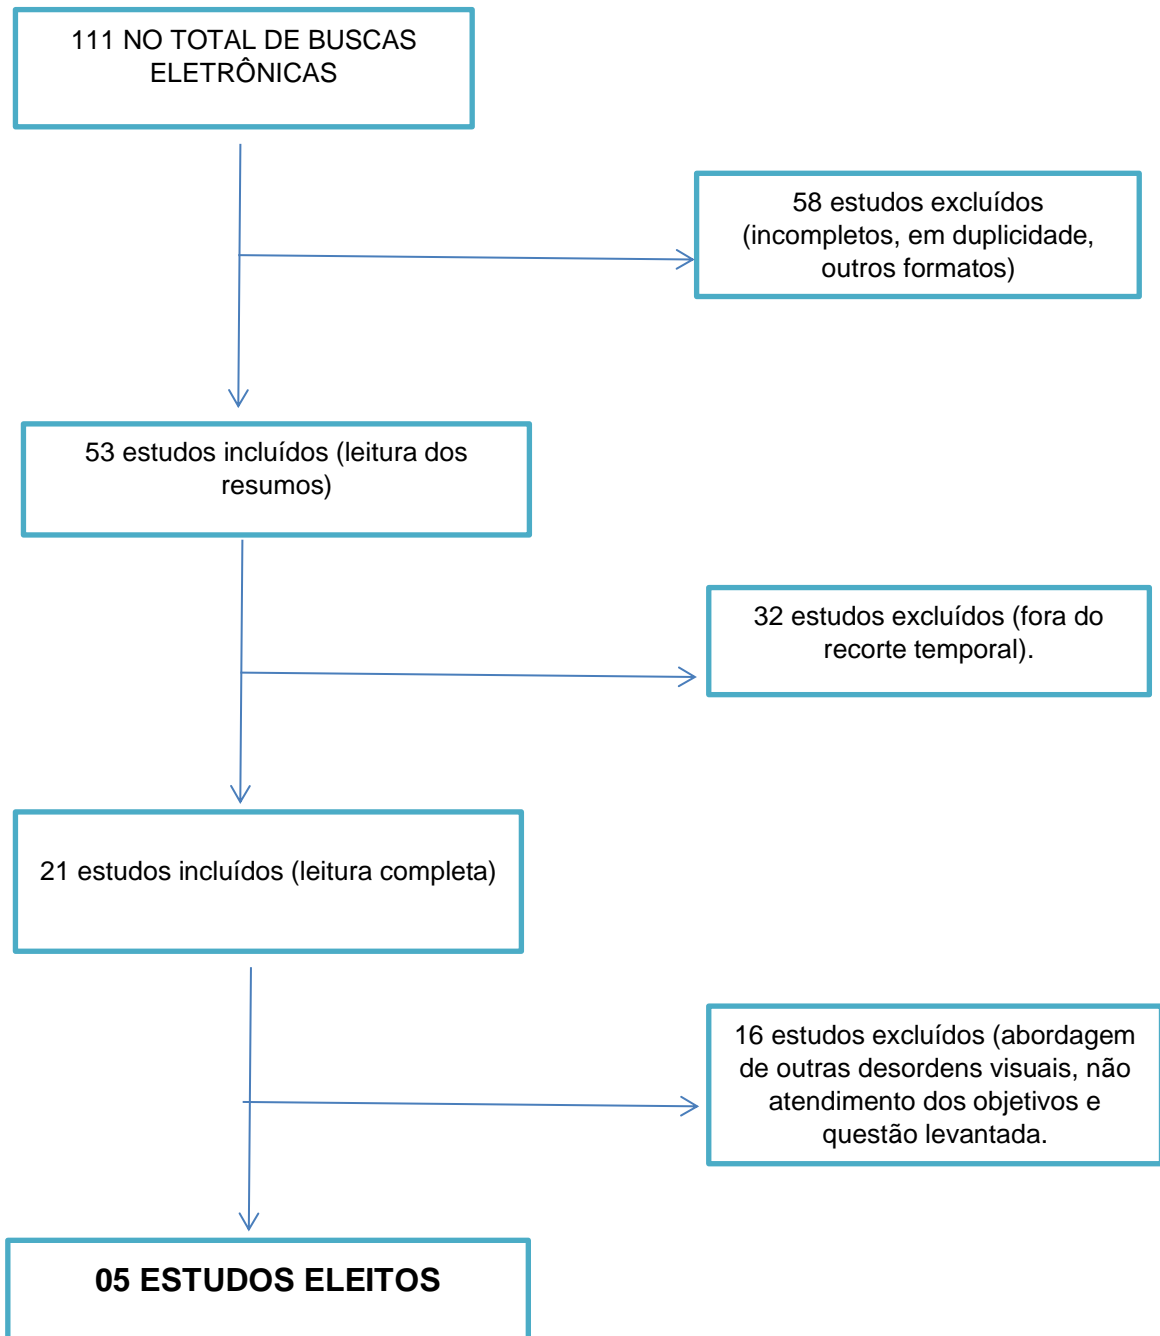 111 NO TOTAL DE BUSCAS
ELETRÔNICAS
58 estudos excluídos
(incompletos, em duplicidade,
outros formatos)
53 estudos incluídos (leitura dos
resumos)
32 estudos excluídos (fora do
recorte temporal).
21 estudos incluídos (leitura completa)
16 estudos excluídos (abordagem
de outras desordens visuais, não
atendimento dos objetivos e
questão levantada.
05 ESTUDOS ELEITOS